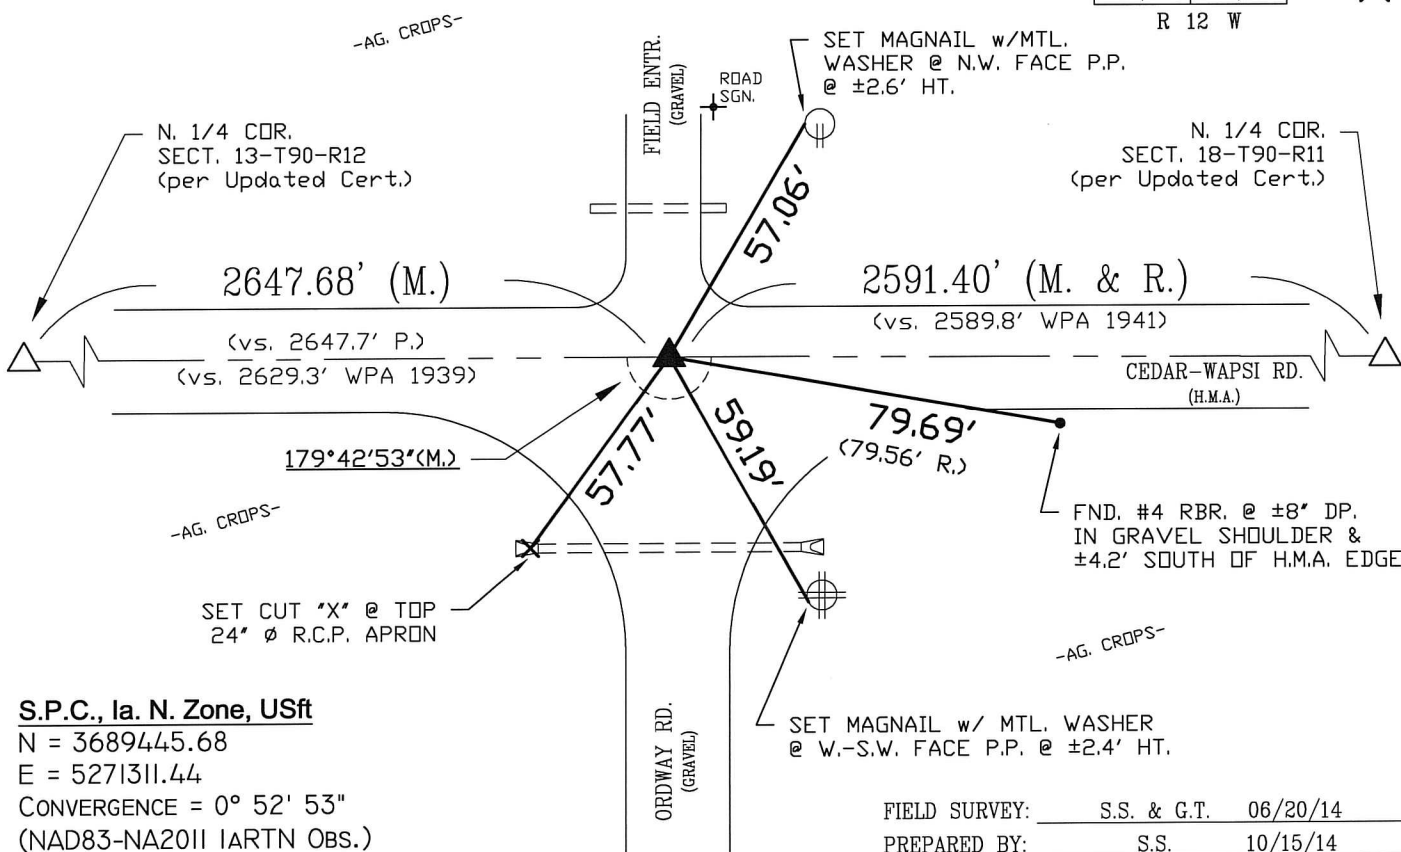 R 12 W
-AG. CROPS-
FIELD ENTR.
(GRAVEL)
ROAD
SGN.
SET MAGNAIL w/MTL.
WASHER @ N.W. FACE P.P.
@ ±2.6' HT.
N. 1/4 COR.
SECT. 13-T90-R12
(per Updated Cert.)
N. 1/4 COR.
SECT. 18-T90-R11
(per Updated Cert.)
57.06'
2647.68' (M.)
(vs. 2647.7' P.)
(vs. 2629.3' WPA 1939)
2591.40' (M. & R.)
(vs. 2589.8' WPA 1941)
CEDAR-WAPSI RD.
(H.M.A.)
179°42'53"(M.)
57.77'
59.19'
79.69'
(79.56' R.)
-AG. CROPS-
FND. #4 RBR. @ ±8" DP.
IN GRAVEL SHOULDER &
±4.2' SOUTH OF H.M.A. EDGE
SET CUT "X" @ TOP
24" Ø R.C.P. APRON
-AG. CROPS-
S.P.C., Ia. N. Zone, USft
N = 3689445.68
E = 5271311.44
CONVERGENCE = 0° 52' 53"
(NAD83-NA2011 IARTN OBS.)
ORDWAY RD.
(GRAVEL)
SET MAGNAIL w/ MTL. WASHER
@ W.-S.W. FACE P.P. @ ±2.4' HT.
FIELD SURVEY: S.S. & G.T. 06/20/14
PREPARED BY: S.S. 10/15/14